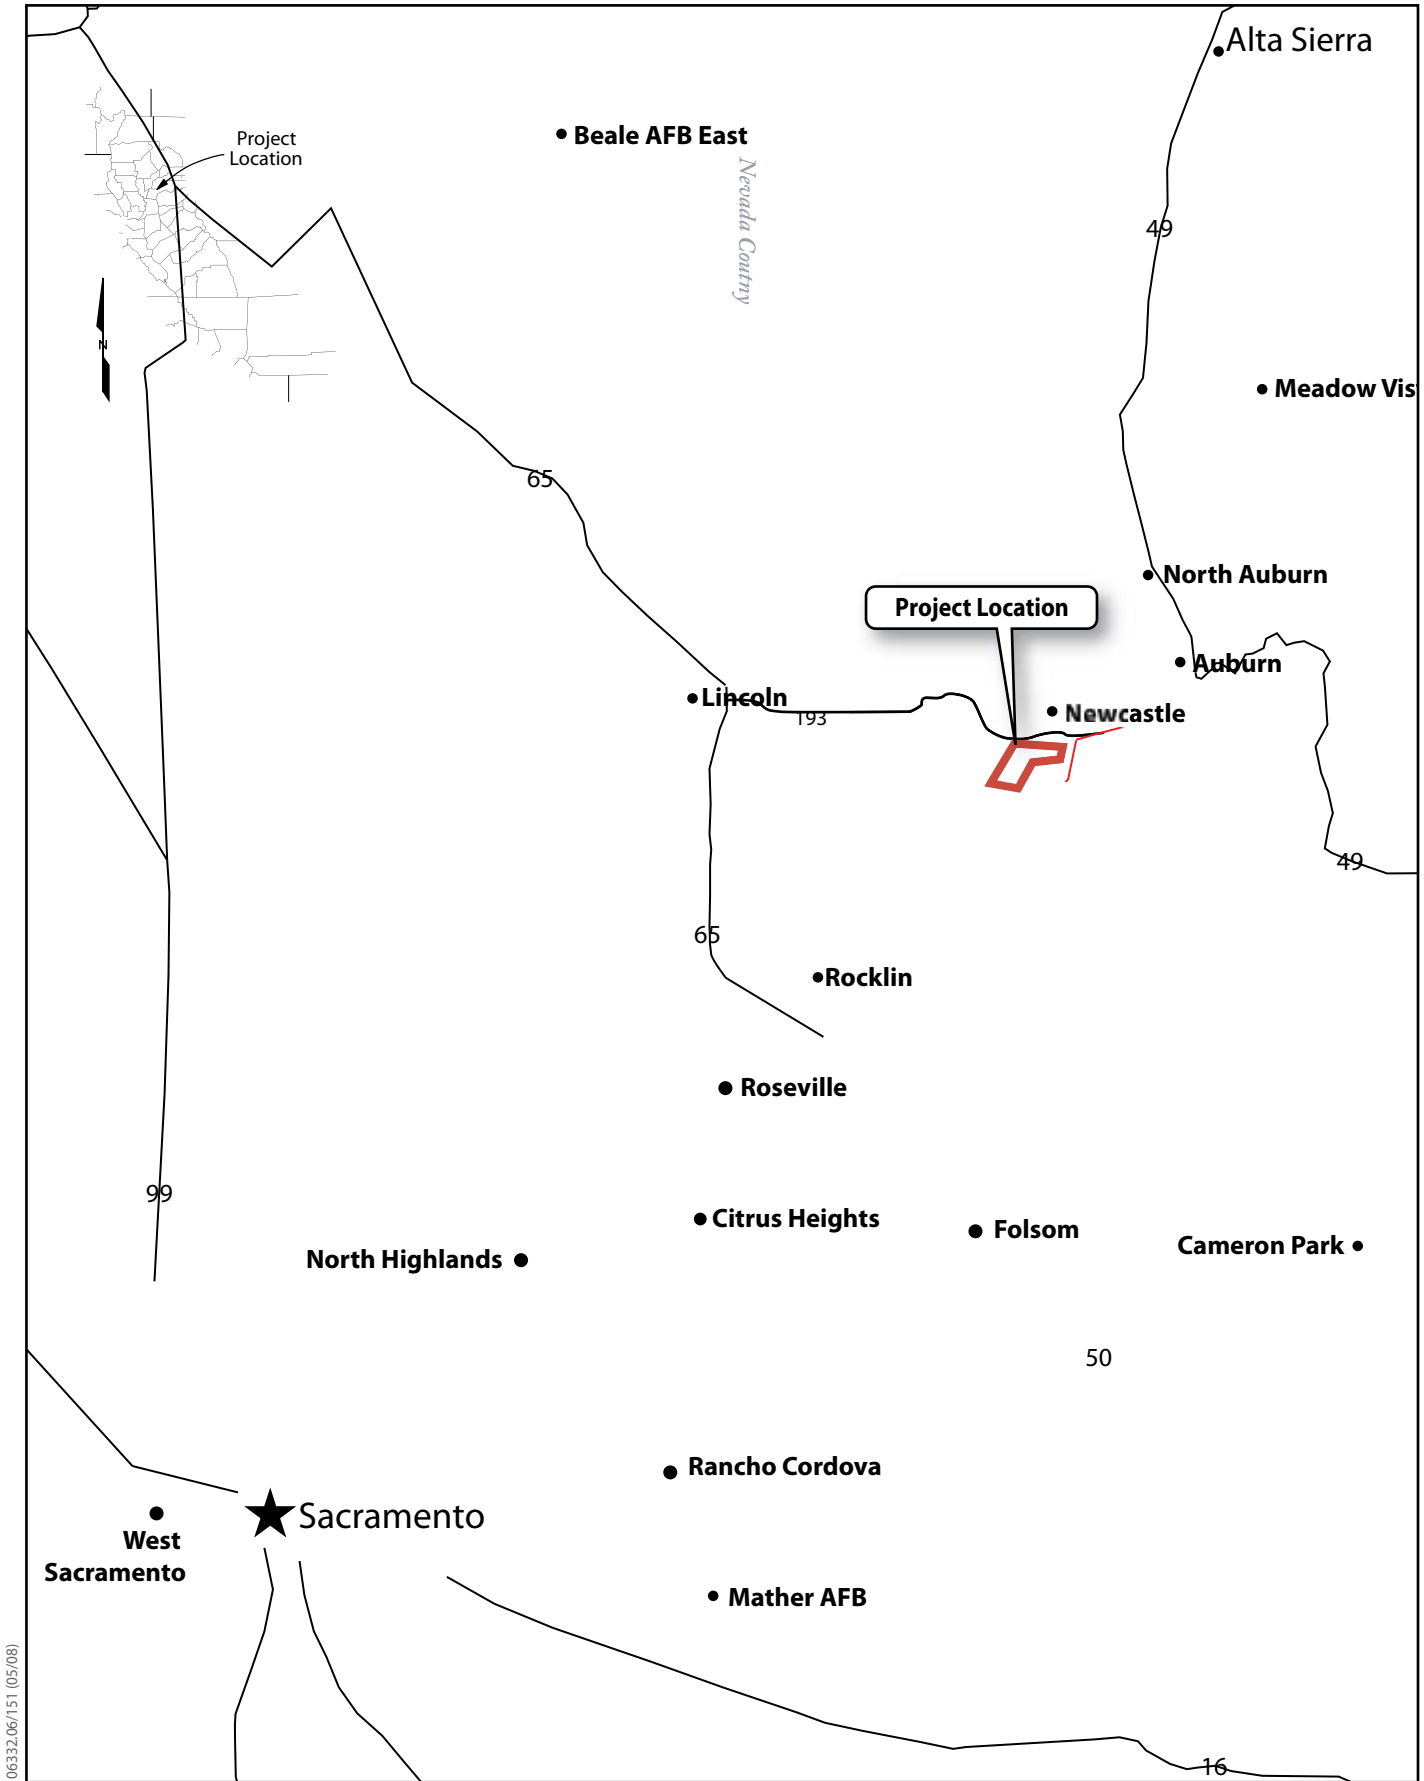 Alta Sierra
Beale AFB East
Project
Location
Nevada Coutny
49
N
Meadow Vis
65
North Auburn
Project Location
Auburn
Lincoln
193
Newcastle
49
65
Rocklin
Roseville
99
Citrus Heights
Folsom
Cameron Park
North Highlands
50
Rancho Cordova
Sacramento
West
Sacramento
Mather AFB
16
06332.06/151 (05/08)